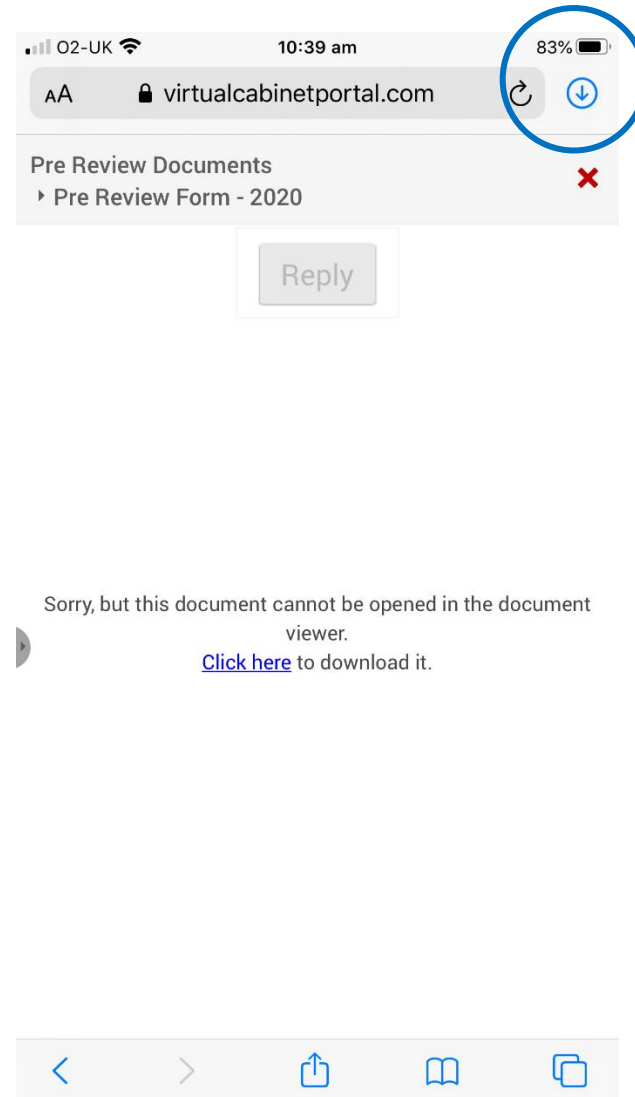 O2-UK 10:39 am 83%
AA virtualcabinetportal.com
Pre Review Documents
Pre Review Form - 2020
Reply
Sorry, but this document cannot be opened in the document
viewer.
Click here to download it.